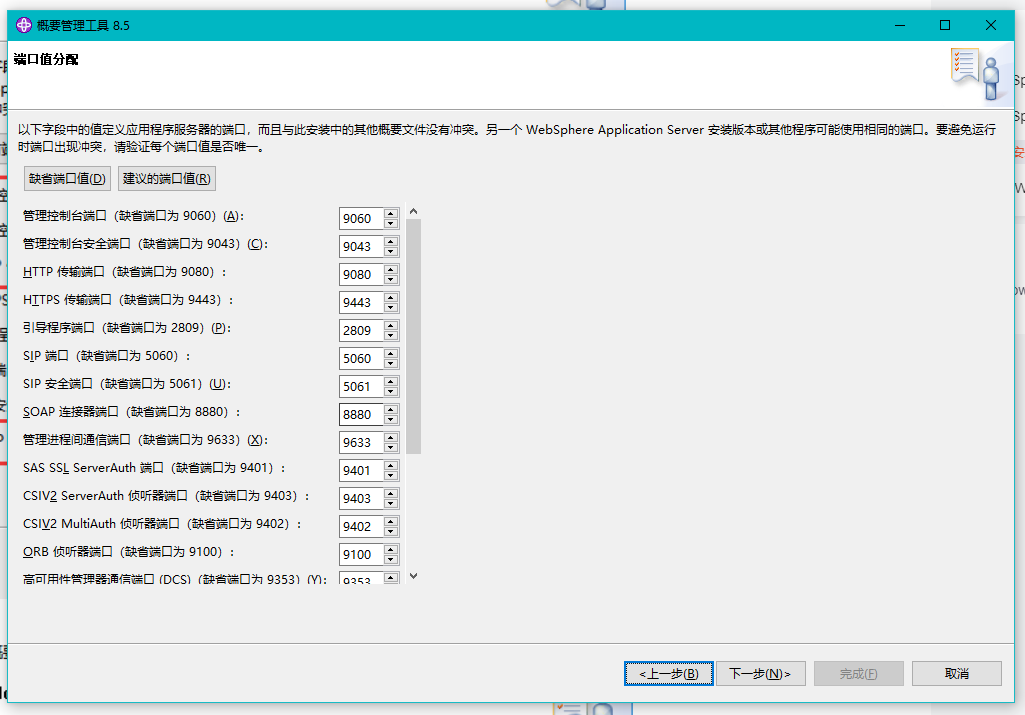 概要管理工具 8.5
端口值分配
以下字段中的值定义应用程序服务器的端口，而且与此安装中的其他概要文件没有冲突。另一个 WebSphere Application Server 安装版本或其他程序可能使用相同的端口。要避免运行
时端口出现冲突，请验证每个端口值是否唯一。
缺省端口值(D) 建议的端口值(R)
管理控制台端口（缺省端口为 9060）(A): 9060
管理控制台安全端口（缺省端口为 9043）(C): 9043
HTTP 传输端口（缺省端口为 9080）: 9080
HTTPS 传输端口（缺省端口为 9443）: 9443
引导程序端口（缺省端口为 2809）(P): 2809
SIP 端口（缺省端口为 5060）: 5060
SIP 安全端口（缺省端口为 5061）(U): 5061
SOAP 连接器端口（缺省端口为 8880）: 8880
管理进程间通信端口（缺省端口为 9633）(X): 9633
SAS SSL ServerAuth 端口（缺省端口为 9401）: 9401
CSIV2 ServerAuth 侦听器端口（缺省端口为 9403）: 9403
CSIV2 MultiAuth 侦听器端口（缺省端口为 9402）: 9402
ORB 侦听器端口（缺省端口为 9100）: 9100
高可用性管理器通信端口 (DCS)（缺省端口为 9353）(Y): 9353
<上一步(B) 下一步(N)> 完成(F) 取消